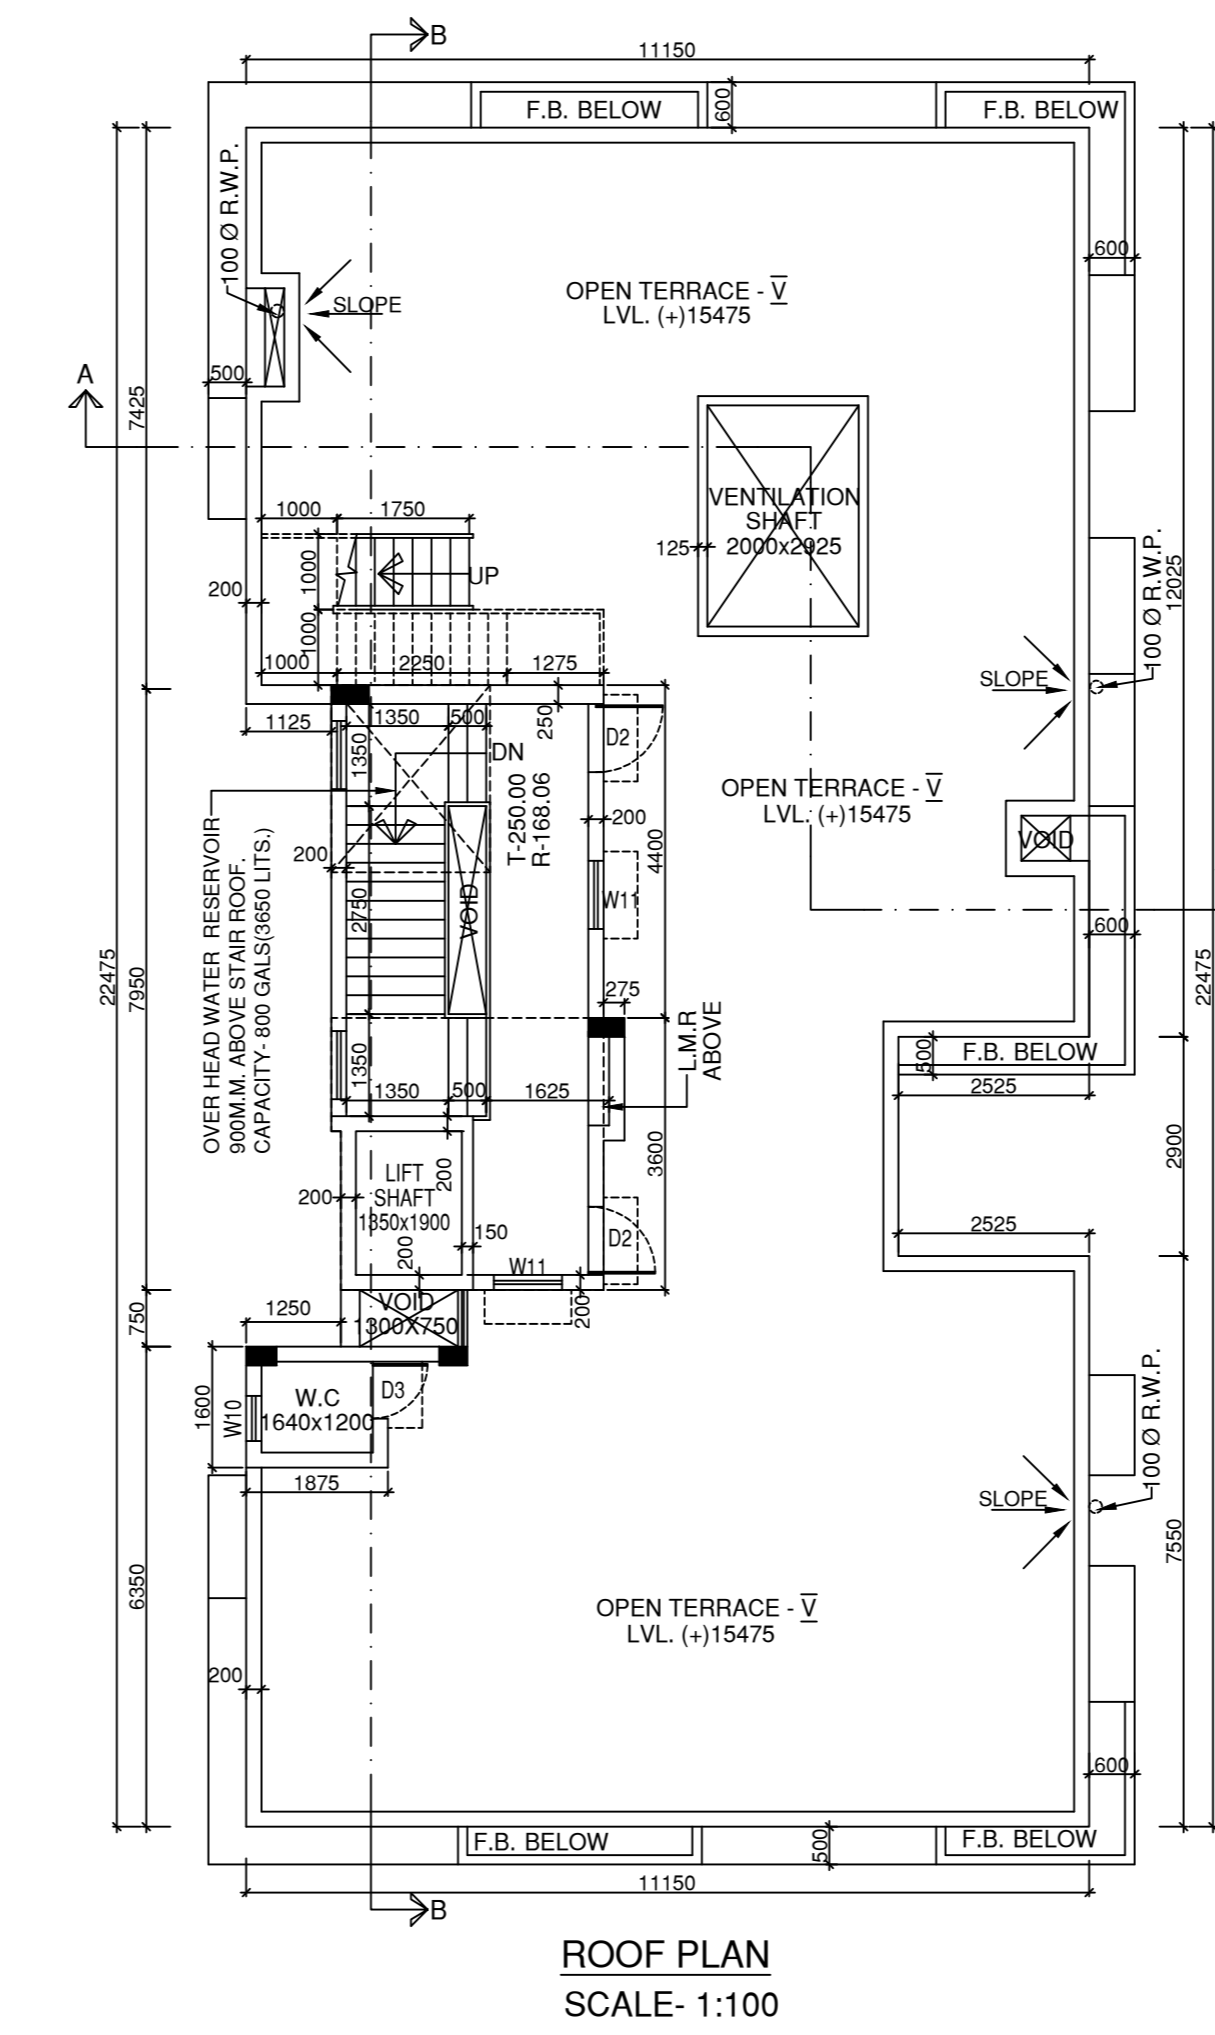 B
11150
F.B. BELOW
600
F.B. BELOW
100 Ø R.W.P.
600
OPEN TERRACE - V
LVL. (+)15475
SLOPE
500
A
7425
VENTILATION
SHAFT
2000x2925
125
1000
1750
UP
1000
200
1000
1000
2250
1275
100 Ø R.W.P.
12025
SLOPE
1125
1350
500
250
D2
1350
DN
T-250.00
R-168.06
OPEN TERRACE - V
LVL. (+)15475
200
4400
VOID
200
2750
VOID
W11
600
OVER HEAD WATER RESERVOIR
900M.M. ABOVE STAIR ROOF.
CAPACITY- 800 GALS(3650 LITS.)
22475
7950
22475
275
L.M.R
ABOVE
500
F.B. BELOW
1350
1350
500
1625
2525
2900
3600
200
LIFT
SHAFT
1350x1900
200
150
2525
D2
200
W11
200
VOID
1300X750
1250
750
1600
W10
W.C
1640x1200
D3
1875
100 Ø R.W.P.
SLOPE
7550
6350
OPEN TERRACE - V
LVL. (+)15475
200
600
F.B. BELOW
500
F.B. BELOW
11150
B
ROOF PLAN
SCALE- 1:100